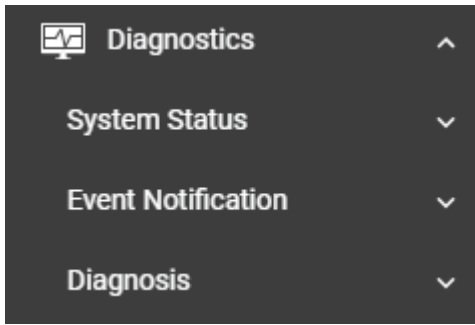 Diagnostics
System Status
Event Notification
Diagnosis